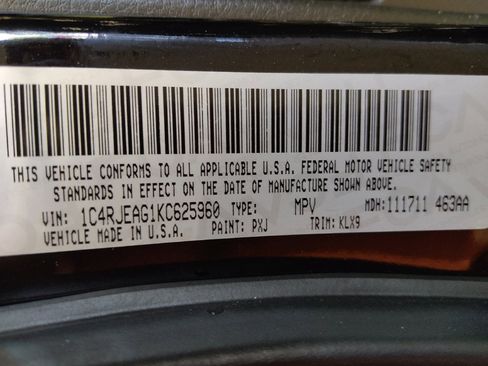 THIS VEHICLE CONFORMS TO ALL APPLICABLE U.S.A. FEDERAL MOTOR VEHICLE SAFETY
STANDARDS IN EFFECT ON THE DATE OF MANUFACTURE SHOWN ABOVE.
VIN: 1C4RJEAG1KC625960 TYPE: MPV MDH: 111711 463AA
VEHICLE MADE IN U.S.A. PAINT: PXJ TRIM: KLX9